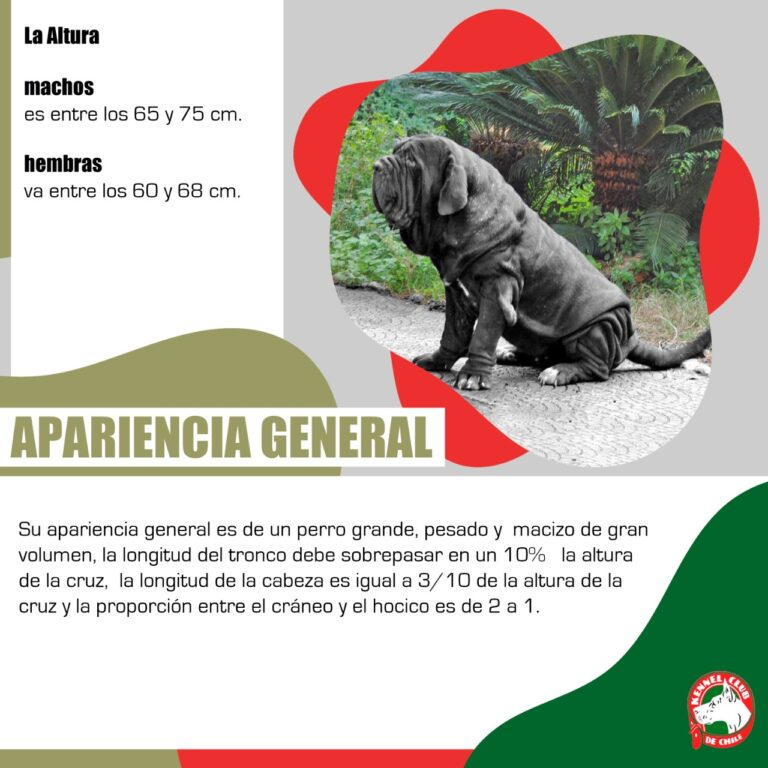 La Altura
machos
es entre los 65 y 75 cm.
hembras
va entre los 60 y 68 cm.
APARIENCIA GENERAL
Su apariencia general es de un perro grande, pesado y macizo de gran
volumen, la longitud del tronco debe sobrepasar en un 10% la altura
de la cruz, la longitud de la cabeza es igual a 3/10 de la altura de la
cruz y la proporción entre el cráneo y el hocico es de 2 a 1.
KENNEL CLUB
DE CHILE